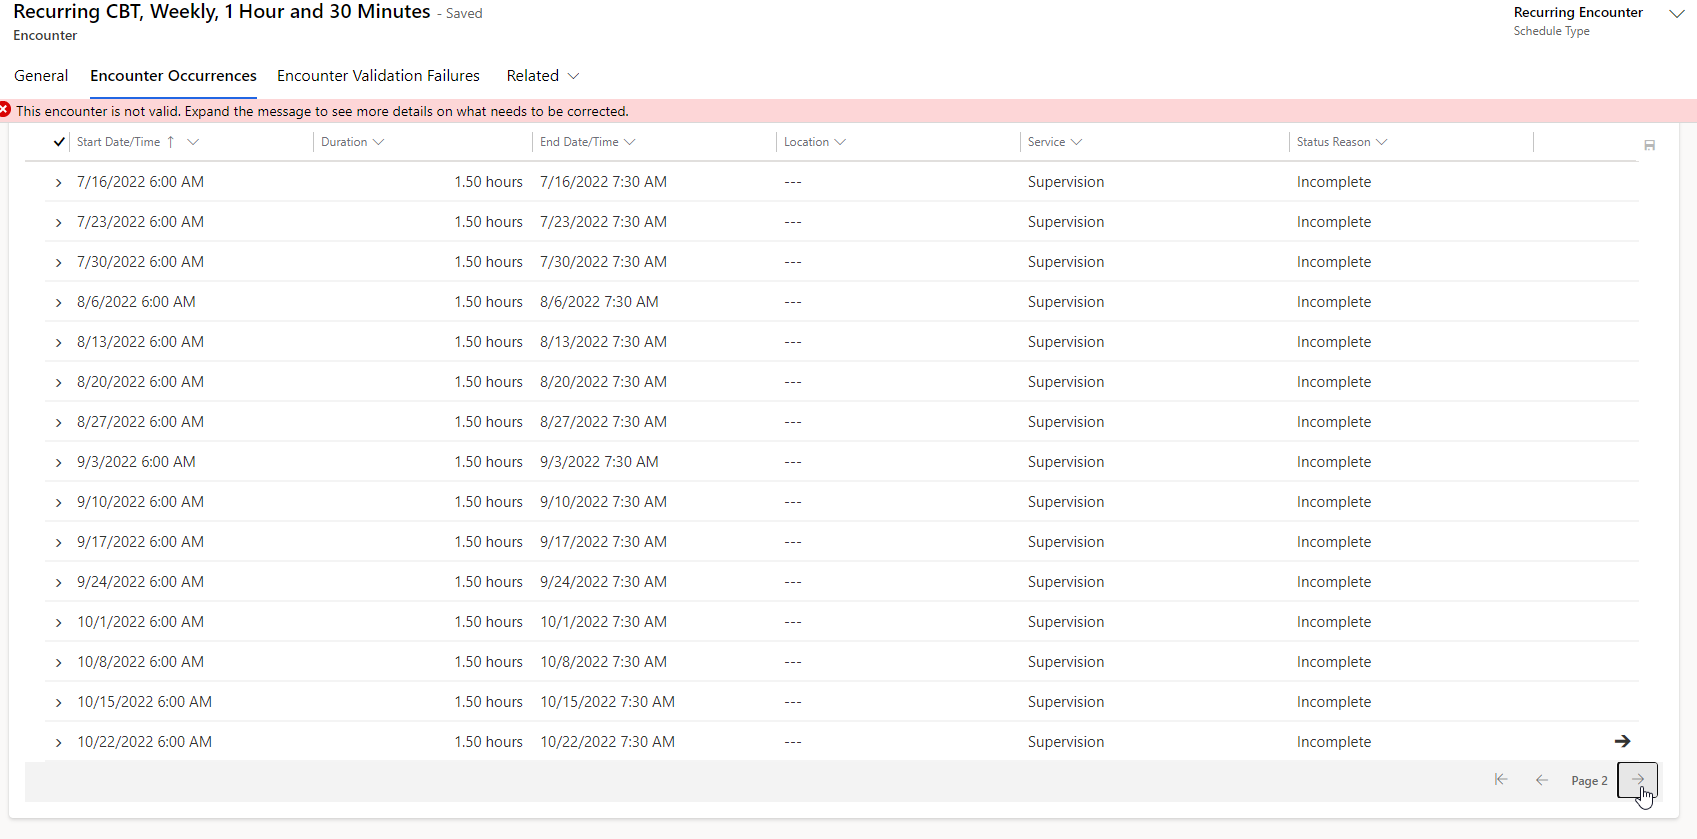 Recurring CBT, Weekly, 1 Hour and 30 Minutes - Saved
Encounter
Recurring Encounter
Schedule Type
General Encounter Occurrences Encounter Validation Failures Related
This encounter is not valid. Expand the message to see more details on what needs to be corrected.
Start Date/Time Duration End Date/Time Location Service Status Reason
7/16/2022 6:00 AM 1.50 hours 7/16/2022 7:30 AM --- Supervision Incomplete
7/23/2022 6:00 AM 1.50 hours 7/23/2022 7:30 AM --- Supervision Incomplete
7/30/2022 6:00 AM 1.50 hours 7/30/2022 7:30 AM --- Supervision Incomplete
8/6/2022 6:00 AM 1.50 hours 8/6/2022 7:30 AM --- Supervision Incomplete
8/13/2022 6:00 AM 1.50 hours 8/13/2022 7:30 AM --- Supervision Incomplete
8/20/2022 6:00 AM 1.50 hours 8/20/2022 7:30 AM --- Supervision Incomplete
8/27/2022 6:00 AM 1.50 hours 8/27/2022 7:30 AM --- Supervision Incomplete
9/3/2022 6:00 AM 1.50 hours 9/3/2022 7:30 AM --- Supervision Incomplete
9/10/2022 6:00 AM 1.50 hours 9/10/2022 7:30 AM --- Supervision Incomplete
9/17/2022 6:00 AM 1.50 hours 9/17/2022 7:30 AM --- Supervision Incomplete
9/24/2022 6:00 AM 1.50 hours 9/24/2022 7:30 AM --- Supervision Incomplete
10/1/2022 6:00 AM 1.50 hours 10/1/2022 7:30 AM --- Supervision Incomplete
10/8/2022 6:00 AM 1.50 hours 10/8/2022 7:30 AM --- Supervision Incomplete
10/15/2022 6:00 AM 1.50 hours 10/15/2022 7:30 AM --- Supervision Incomplete
10/22/2022 6:00 AM 1.50 hours 10/22/2022 7:30 AM --- Supervision Incomplete
Page 2